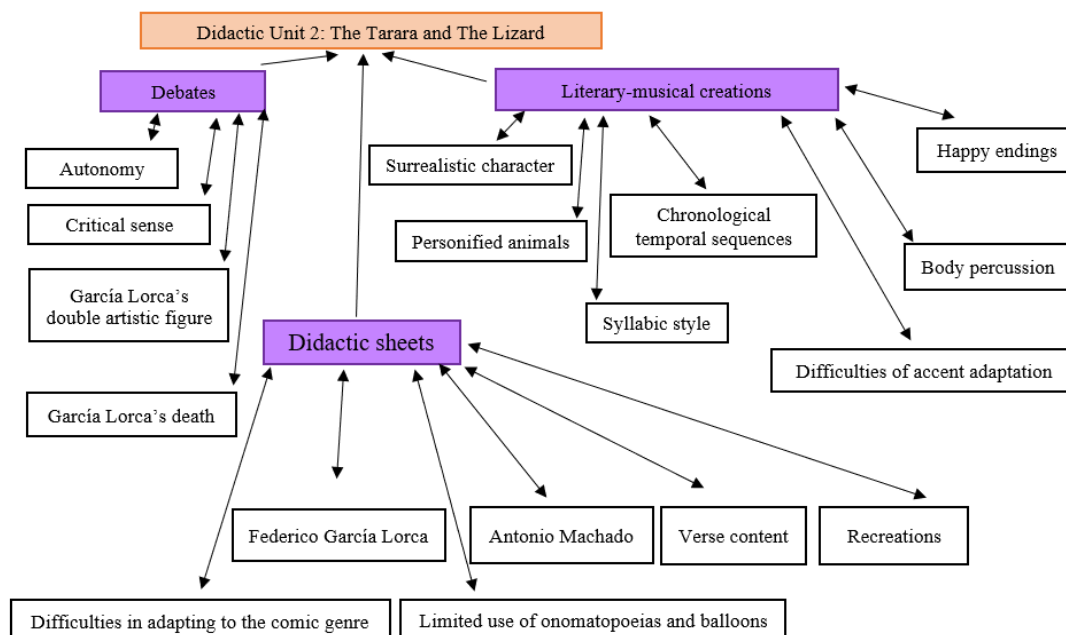 Didactic Unit 2: The Tarara and The Lizard
Debates
Literary-musical creations
Autonomy
Surrealistic character
Happy endings
Critical sense
Personified animals
Chronological
temporal sequences
Body percussion
García Lorca’s
double artistic figure
Syllabic style
Didactic sheets
Difficulties of accent adaptation
García Lorca’s death
Federico García Lorca
Antonio Machado
Verse content
Recreations
Difficulties in adapting to the comic genre
Limited use of onomatopoeias and balloons